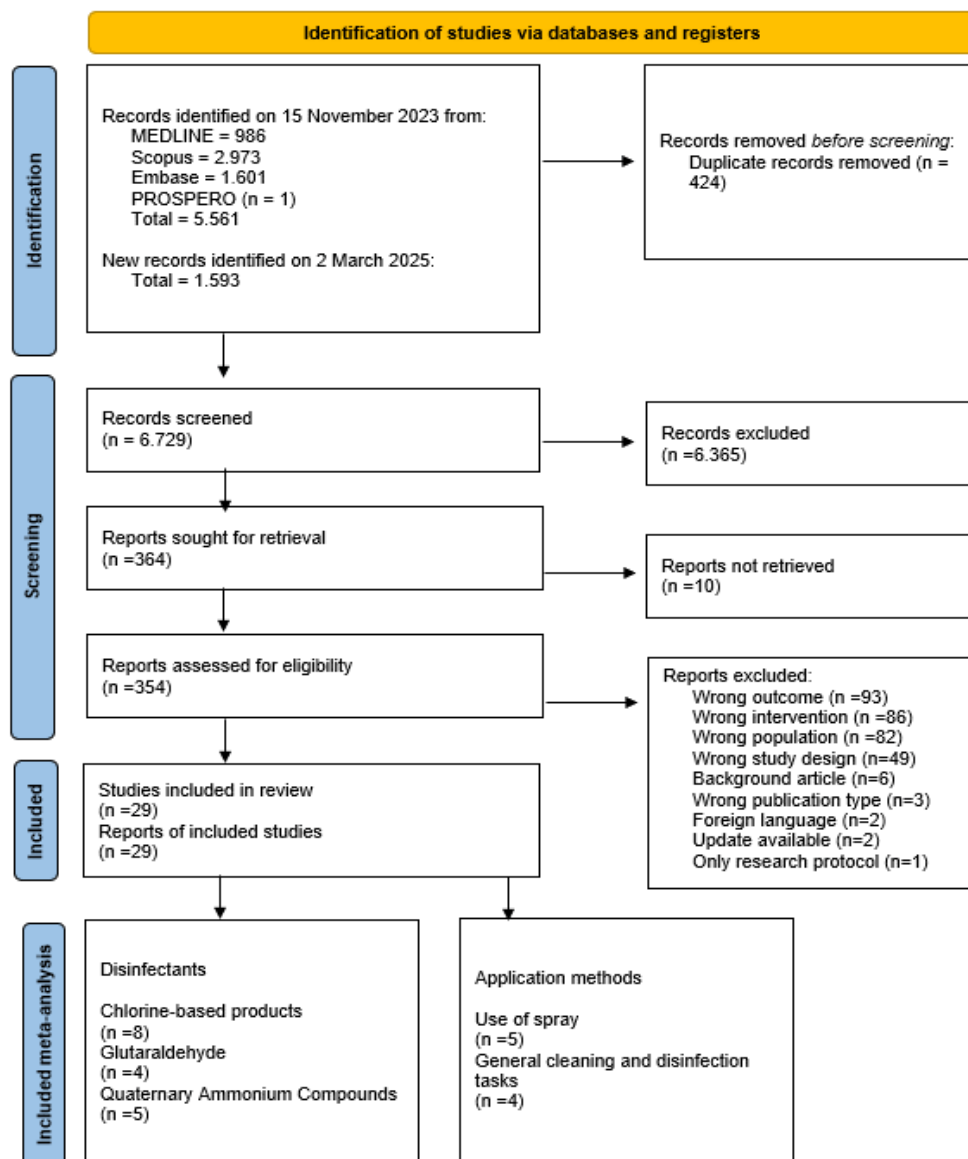 Identification of studies via databases and registers
Identification
Records identified on 15 November 2023 from:
MEDLINE = 986
Scopus = 2.973
Embase = 1.601
PROSPERO (n = 1)
Total = 5.561
New records identified on 2 March 2025:
Total = 1.593
Records removed before screening:
Duplicate records removed (n =
424)
Screening
Records screened
(n = 6.729)
Records excluded
(n =6.365)
Reports sought for retrieval
(n =364)
Reports not retrieved
(n =10)
Reports assessed for eligibility
(n =354)
Reports excluded:
Wrong outcome (n =93)
Wrong intervention (n =86)
Wrong population (n =82)
Wrong study design (n=49)
Background article (n=6)
Wrong publication type (n=3)
Foreign language (n=2)
Update available (n=2)
Only research protocol (n=1)
Included
Studies included in review
(n =29)
Reports of included studies
(n =29)
Included meta-analysis
Disinfectants
Chlorine-based products
(n =8)
Glutaraldehyde
(n =4)
Quaternary Ammonium Compounds
(n =5)
Application methods
Use of spray
(n =5)
General cleaning and disinfection
tasks
(n =4)